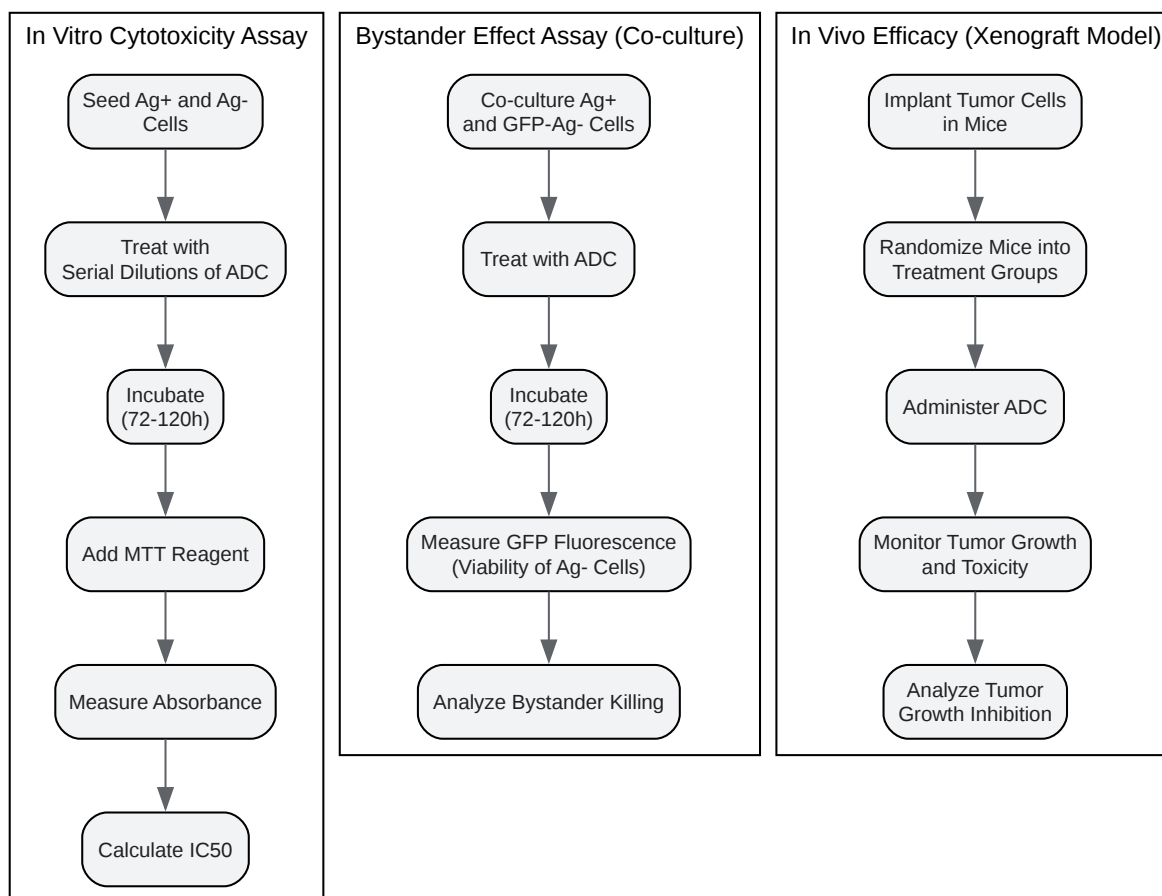 In Vitro Cytotoxicity Assay
Seed Ag+ and Ag-
Cells
Treat with
Serial Dilutions of ADC
Incubate
(72-120h)
Add MTT Reagent
Measure Absorbance
Calculate IC50
Bystander Effect Assay (Co-culture)
Co-culture Ag+
and GFP-Ag- Cells
Treat with ADC
Incubate
(72-120h)
Measure GFP Fluorescence
(Viability of Ag- Cells)
Analyze Bystander Killing
In Vivo Efficacy (Xenograft Model)
Implant Tumor Cells
in Mice
Randomize Mice into
Treatment Groups
Administer ADC
Monitor Tumor Growth
and Toxicity
Analyze Tumor
Growth Inhibition